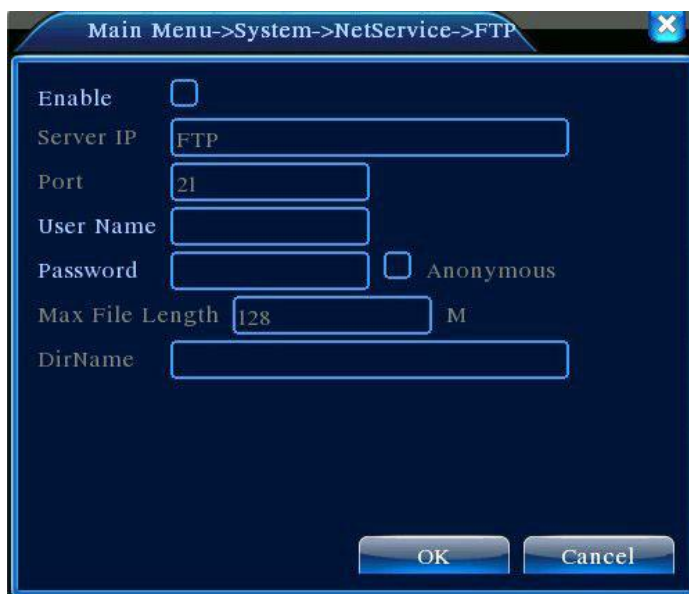 Main Menu->System->NetService->FTP
Enable
Server IP FTP
Port 21
User Name
Password Anonymous
Max File Length 128 M
DirName
OK Cancel